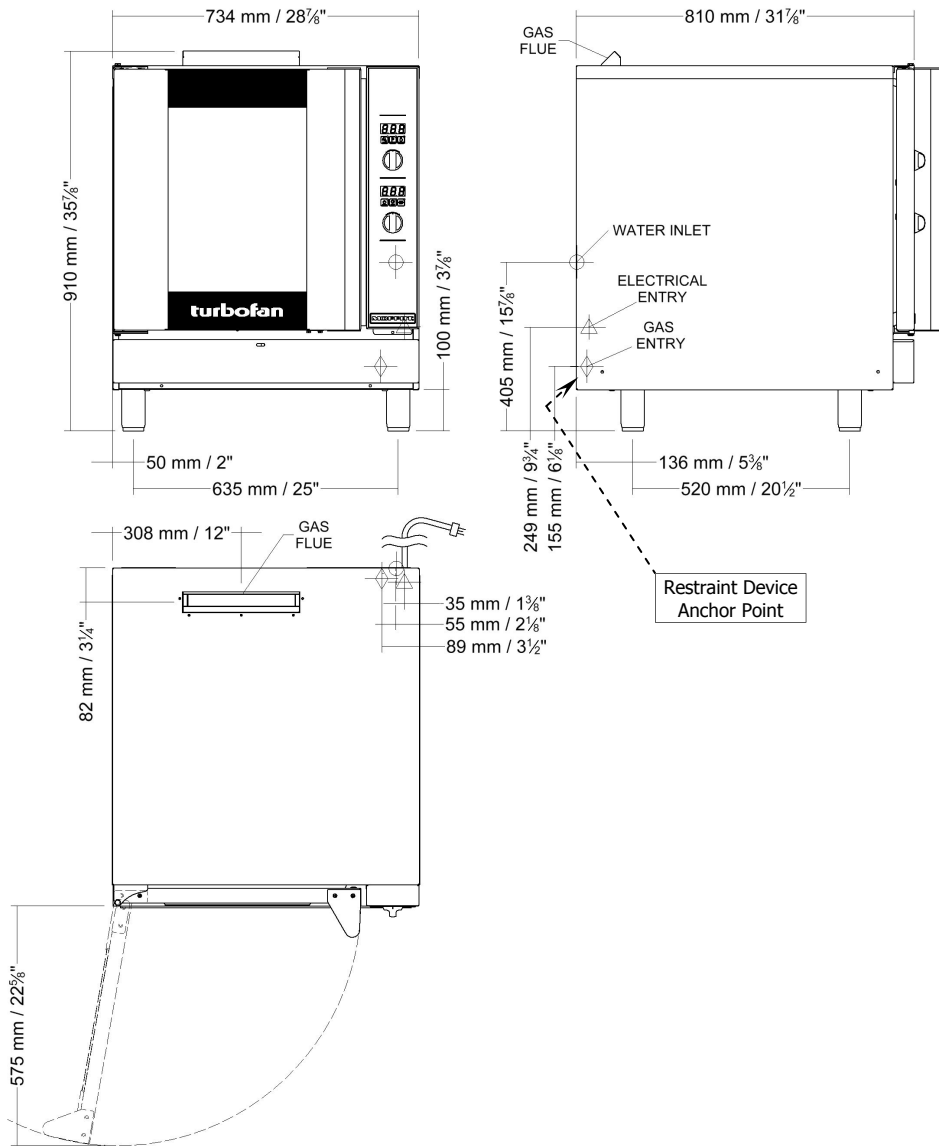 734 mm / 28⅞"
910 mm / 35⅞"
888
888
turbofan
MOFFAT
100 mm / 3⅞"
50 mm / 2"
635 mm / 25"
810 mm / 31⅞"
GAS
FLUE
WATER INLET
ELECTRICAL
ENTRY
GAS
ENTRY
405 mm / 15⅞"
249 mm / 9¾"
155 mm / 6⅛"
136 mm / 5⅜"
520 mm / 20½"
Restraint Device
Anchor Point
308 mm / 12"
GAS
FLUE
82 mm / 3¼"
35 mm / 1⅜"
55 mm / 2⅛"
89 mm / 3½"
575 mm / 22⅝"